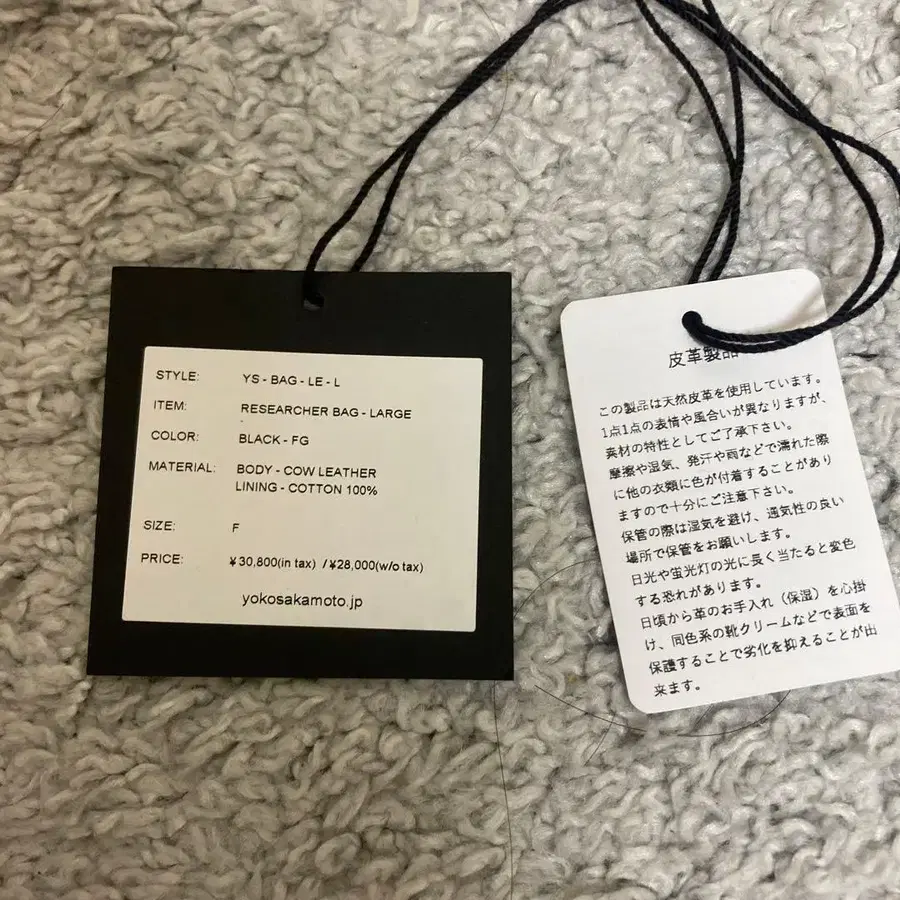 STYLE: YS - BAG - LE - L
ITEM: RESEARCHER BAG - LARGE
COLOR: BLACK - FG
MATERIAL: BODY - COW LEATHER
LINING - COTTON 100%
SIZE: F
PRICE: ¥30,800(in tax) / ¥28,000(w/o tax)
yokosakamoto.jp
皮革製品
この製品は天然皮革を使用しています。
1点1点の表情や風合いが異なりますが、
素材の特性としてご了承下さい。
摩擦や湿気、発汗や雨などで濡れた際
に他の衣類に色が付着することがあり
ますので十分にご注意下さい。
保管の際は湿気を避け、通気性の良い
場所で保管をお願いします。
日光や蛍光灯の光に長く当たると変色
する恐れがあります。
日頃から革のお手入れ（保湿）を心掛
け、同色系の靴クリームなどで表面を
保護することで劣化を抑えることが出
来ます。